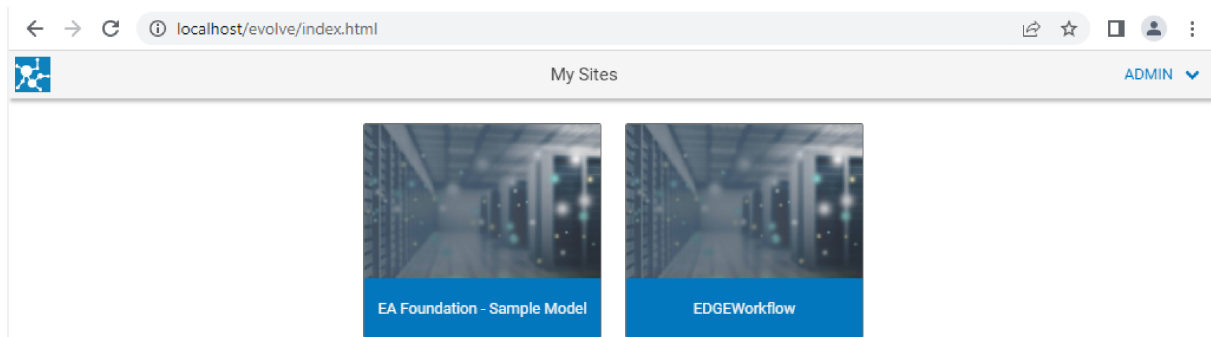 localhost/evolve/index.html
My Sites
ADMIN
EA Foundation - Sample Model
EDGEWorkflow